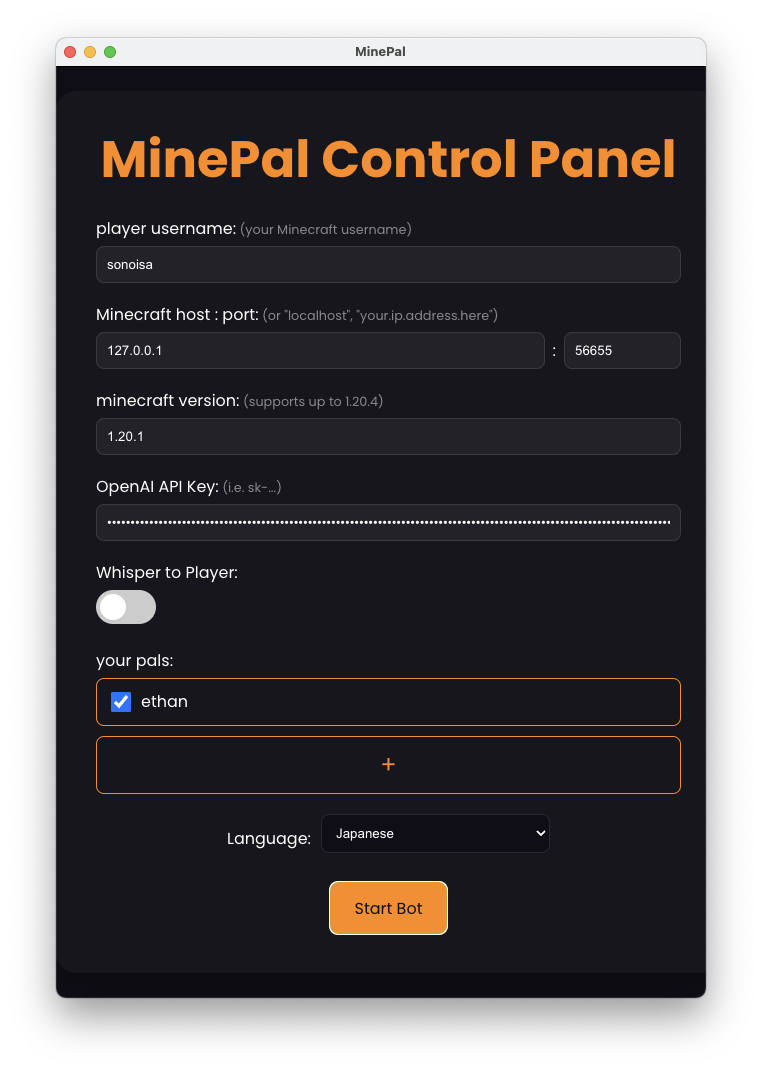 MinePal
MinePal Control Panel
player username: (your Minecraft username)
sonoisa
Minecraft host : port: (or "localhost", "your.ip.address.here")
127.0.0.1 : 56655
minecraft version: (supports up to 1.20.4)
1.20.1
OpenAI API Key: (i.e. sk-...)
Whisper to Player:
your pals:
ethan
+
Language: Japanese
Start Bot